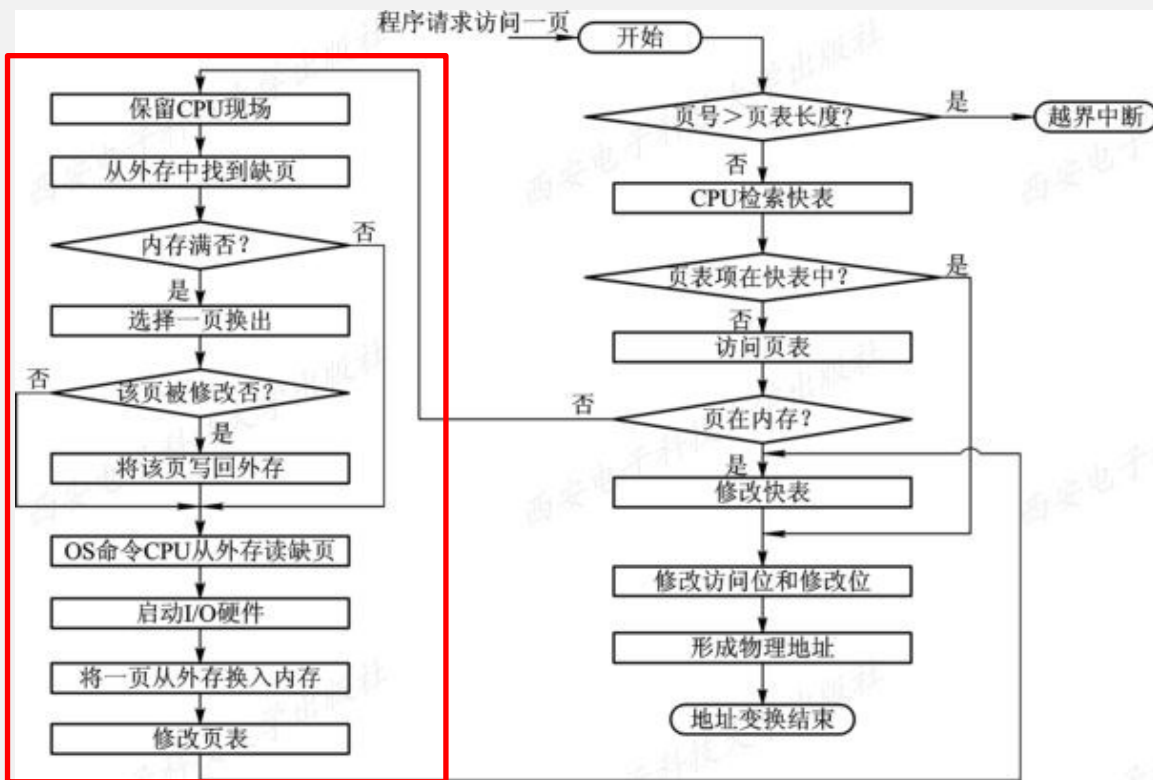 程序请求访问一页
开始
保留CPU现场
从外存中找到缺页
内存满否?
否
是
选择一页换出
否
该页被修改否?
是
将该页写回外存
OS命令CPU从外存读缺页
启动I/O硬件
将一页从外存换入内存
修改页表
页号>页表长度?
是
越界中断
否
CPU检索快表
页表项在快表中?
是
否
访问页表
否
页在内存?
是
修改快表
修改访问位和修改位
形成物理地址
地址变换结束